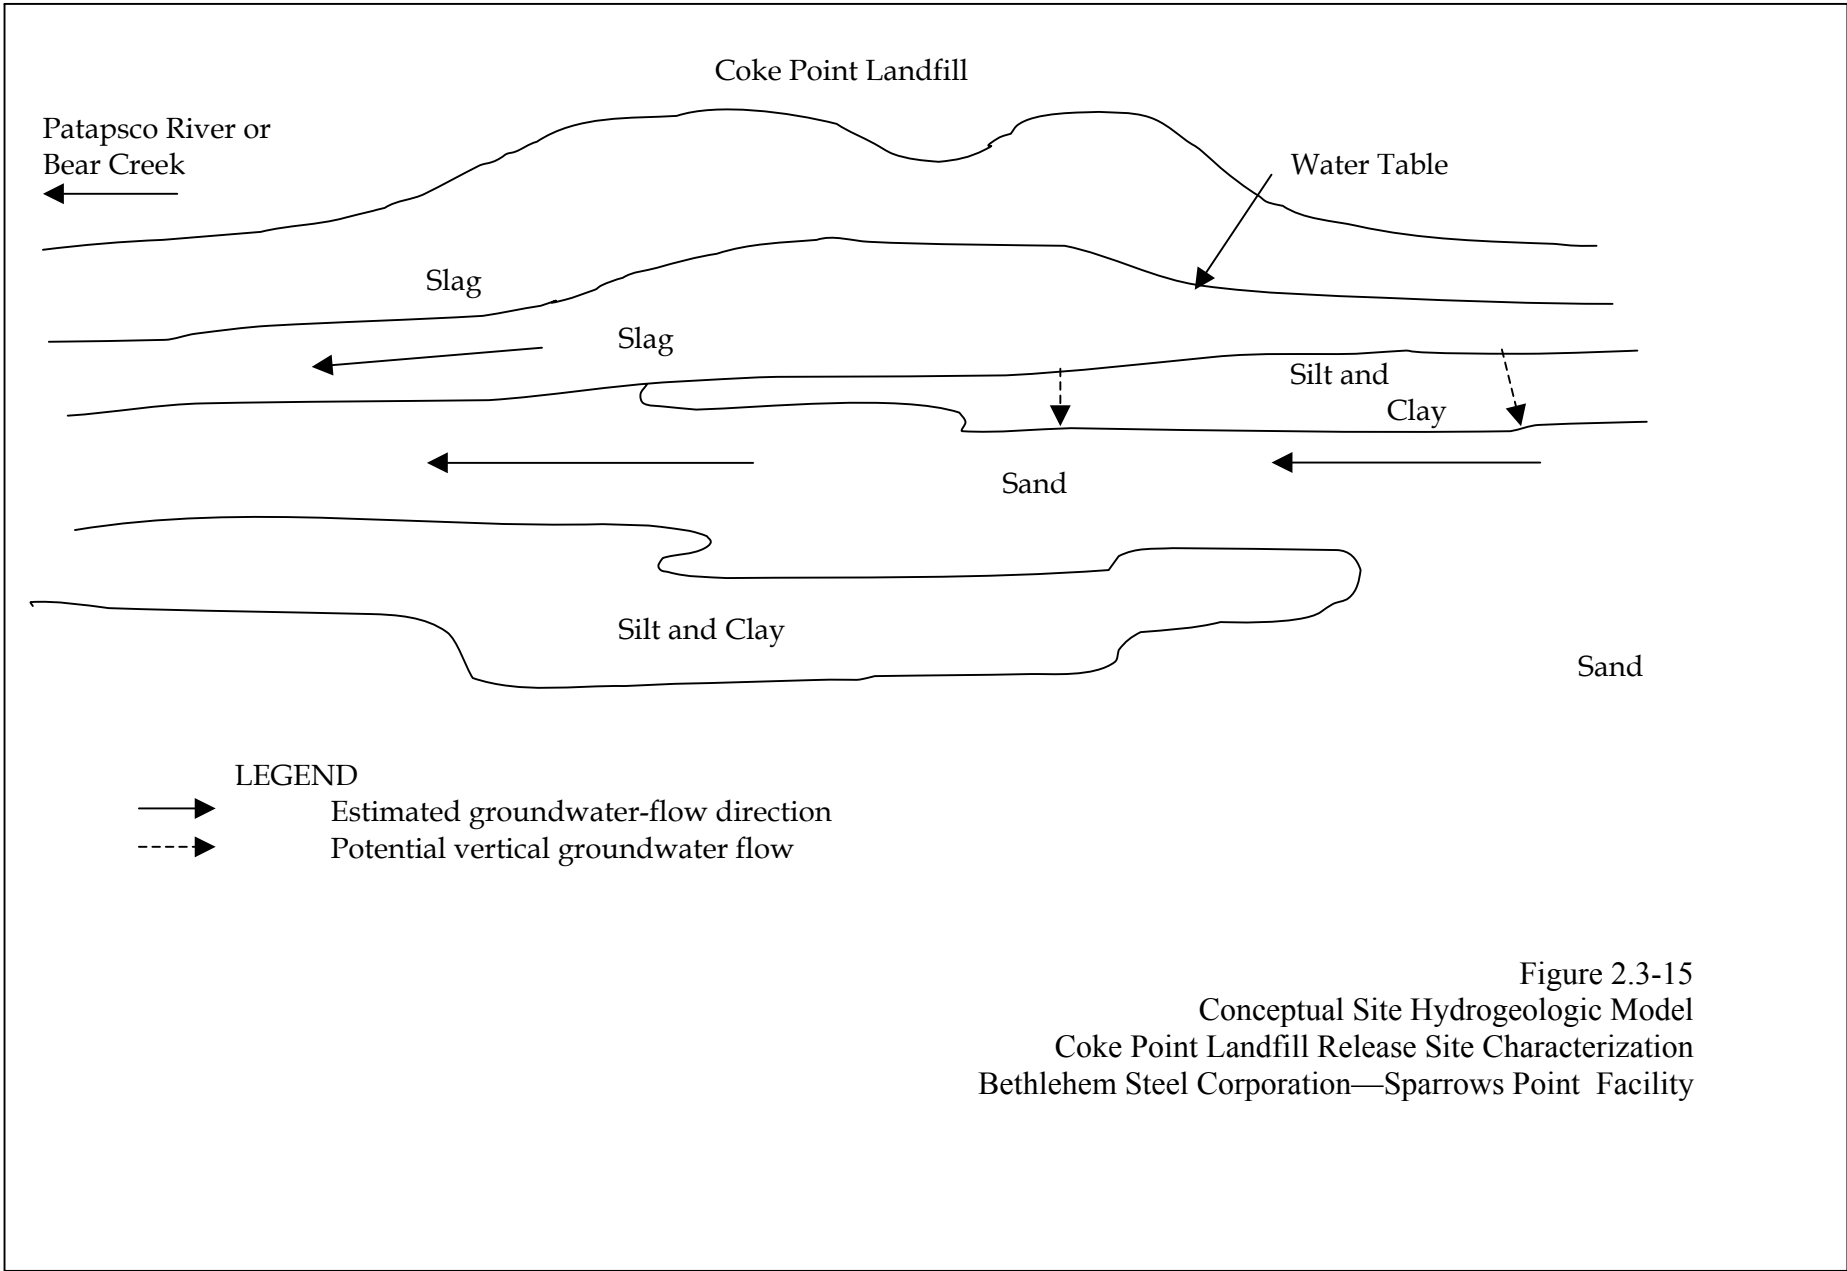 Coke Point Landfill
Patapsco River or
Bear Creek
Water Table
Slag
Slag
Silt and
Clay
Sand
Silt and Clay
Sand
LEGEND
Estimated groundwater-flow direction
Potential vertical groundwater flow
Figure 2.3-15
Conceptual Site Hydrogeologic Model
Coke Point Landfill Release Site Characterization
Bethlehem Steel Corporation—Sparrows Point Facility